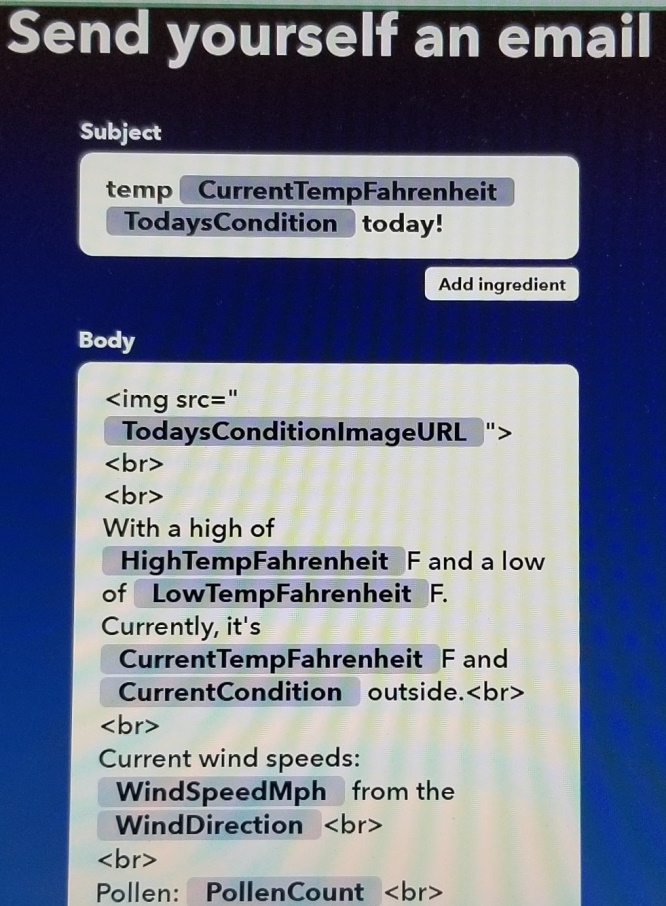 Send yourself an email
Subject
temp CurrentTempFahrenheit
TodaysCondition today!
Add ingredient
Body
<img src="
TodaysConditionImageURL ">
<br>
<br>
With a high of
HighTempFahrenheit F and a low
of LowTempFahrenheit F.
Currently, it's
CurrentTempFahrenheit F and
CurrentCondition outside.<br>
<br>
Current wind speeds:
WindSpeedMph from the
WindDirection <br>
<br>
Pollen: PollenCount <br>